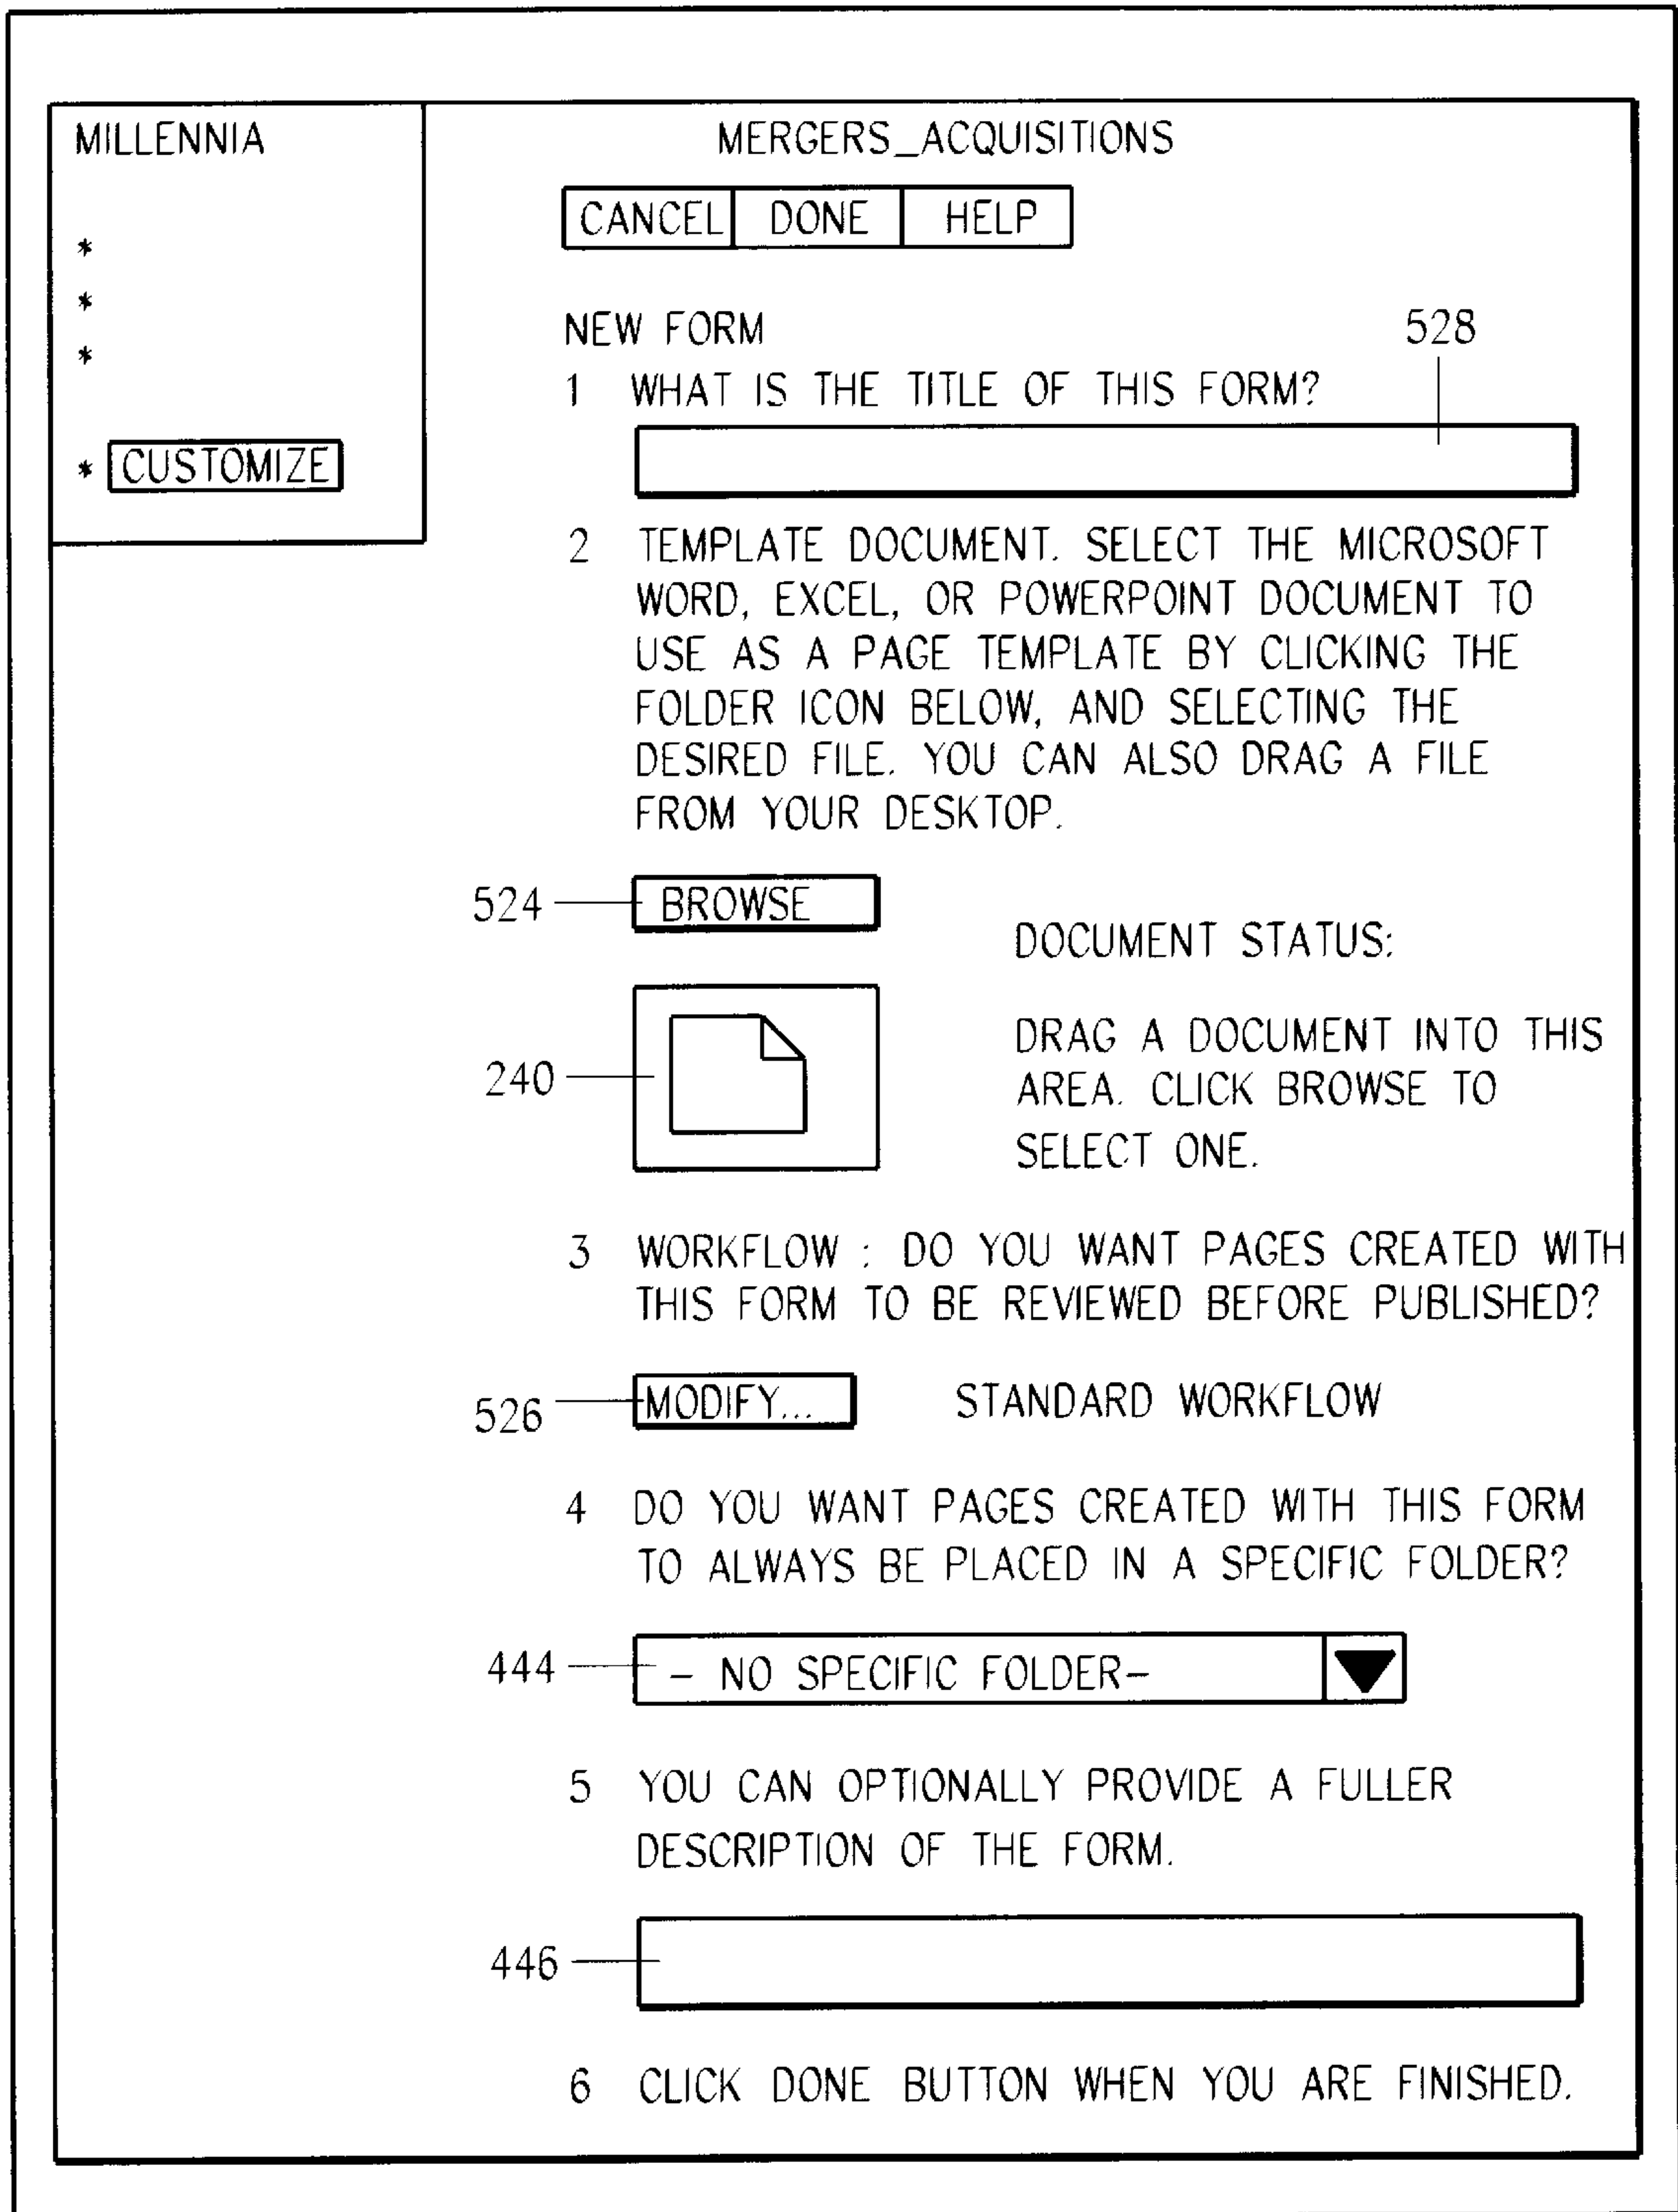 MILLENNIA
*
*
*
* CUSTOMIZE
MERGERS_ACQUISITIONS
CANCEL DONE HELP
NEW FORM
528
1 WHAT IS THE TITLE OF THIS FORM?
2 TEMPLATE DOCUMENT. SELECT THE MICROSOFT
WORD, EXCEL, OR POWERPOINT DOCUMENT TO
USE AS A PAGE TEMPLATE BY CLICKING THE
FOLDER ICON BELOW, AND SELECTING THE
DESIRED FILE. YOU CAN ALSO DRAG A FILE
FROM YOUR DESKTOP.
524 BROWSE
DOCUMENT STATUS:
240
DRAG A DOCUMENT INTO THIS
AREA. CLICK BROWSE TO
SELECT ONE.
3 WORKFLOW : DO YOU WANT PAGES CREATED WITH
THIS FORM TO BE REVIEWED BEFORE PUBLISHED?
526 MODIFY... STANDARD WORKFLOW
4 DO YOU WANT PAGES CREATED WITH THIS FORM
TO ALWAYS BE PLACED IN A SPECIFIC FOLDER?
444 - NO SPECIFIC FOLDER-
5 YOU CAN OPTIONALLY PROVIDE A FULLER
DESCRIPTION OF THE FORM.
446
6 CLICK DONE BUTTON WHEN YOU ARE FINISHED.